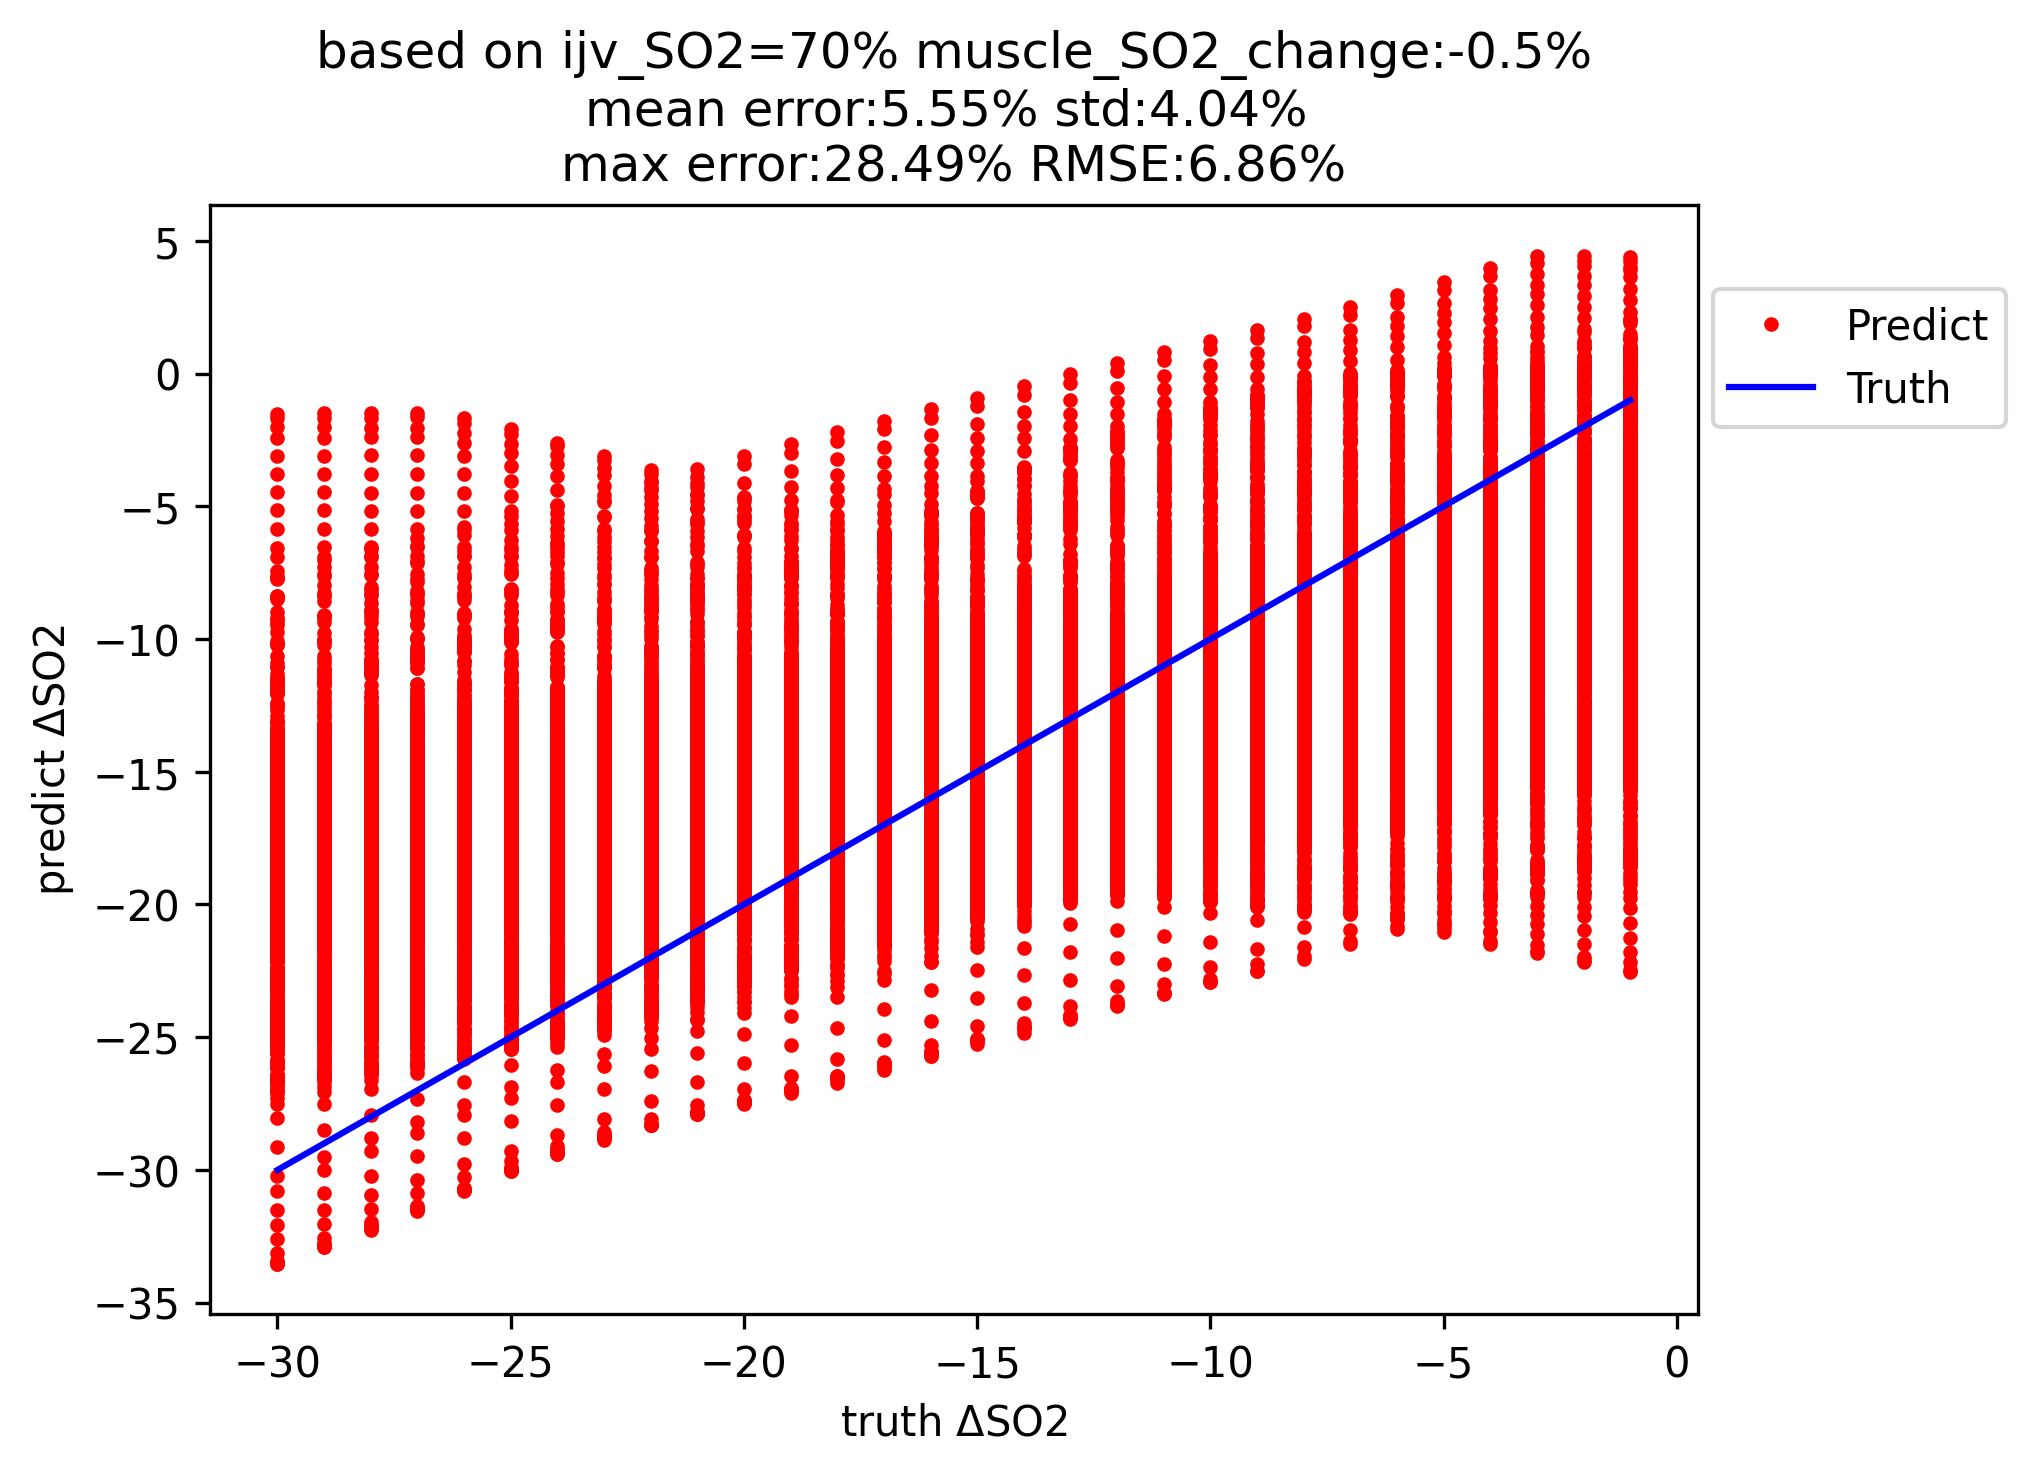 based on ijv_SO2=70% muscle_SO2_change:-0.5%
mean error:5.55% std:4.04%
max error:28.49% RMSE:6.86%
5
0
−5
−10
−15
−20
−25
−30
−35
predict ΔSO2
−30
−25
−20
−15
−10
−5
0
truth ΔSO2
Predict
Truth